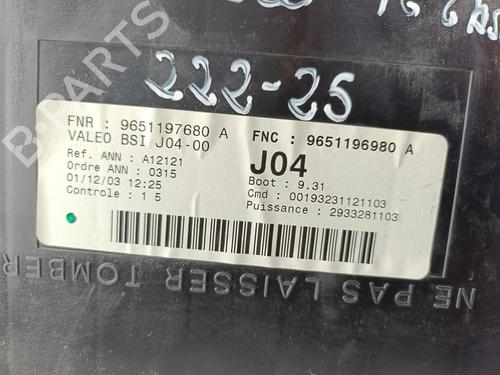 222-25
FNR : 9651197680 A
FNC : 9651196980 A
VALEO BSI J04-00
J04
Ref. ANN : A12121
Ordre ANN : 0315
01/12/03 12:25
Controle : 1 5
Boot : 9.31
Cmd : 00193231121103
Puissance : 2933281103
NE PAS LAISSER TOMBER
B-PARTS